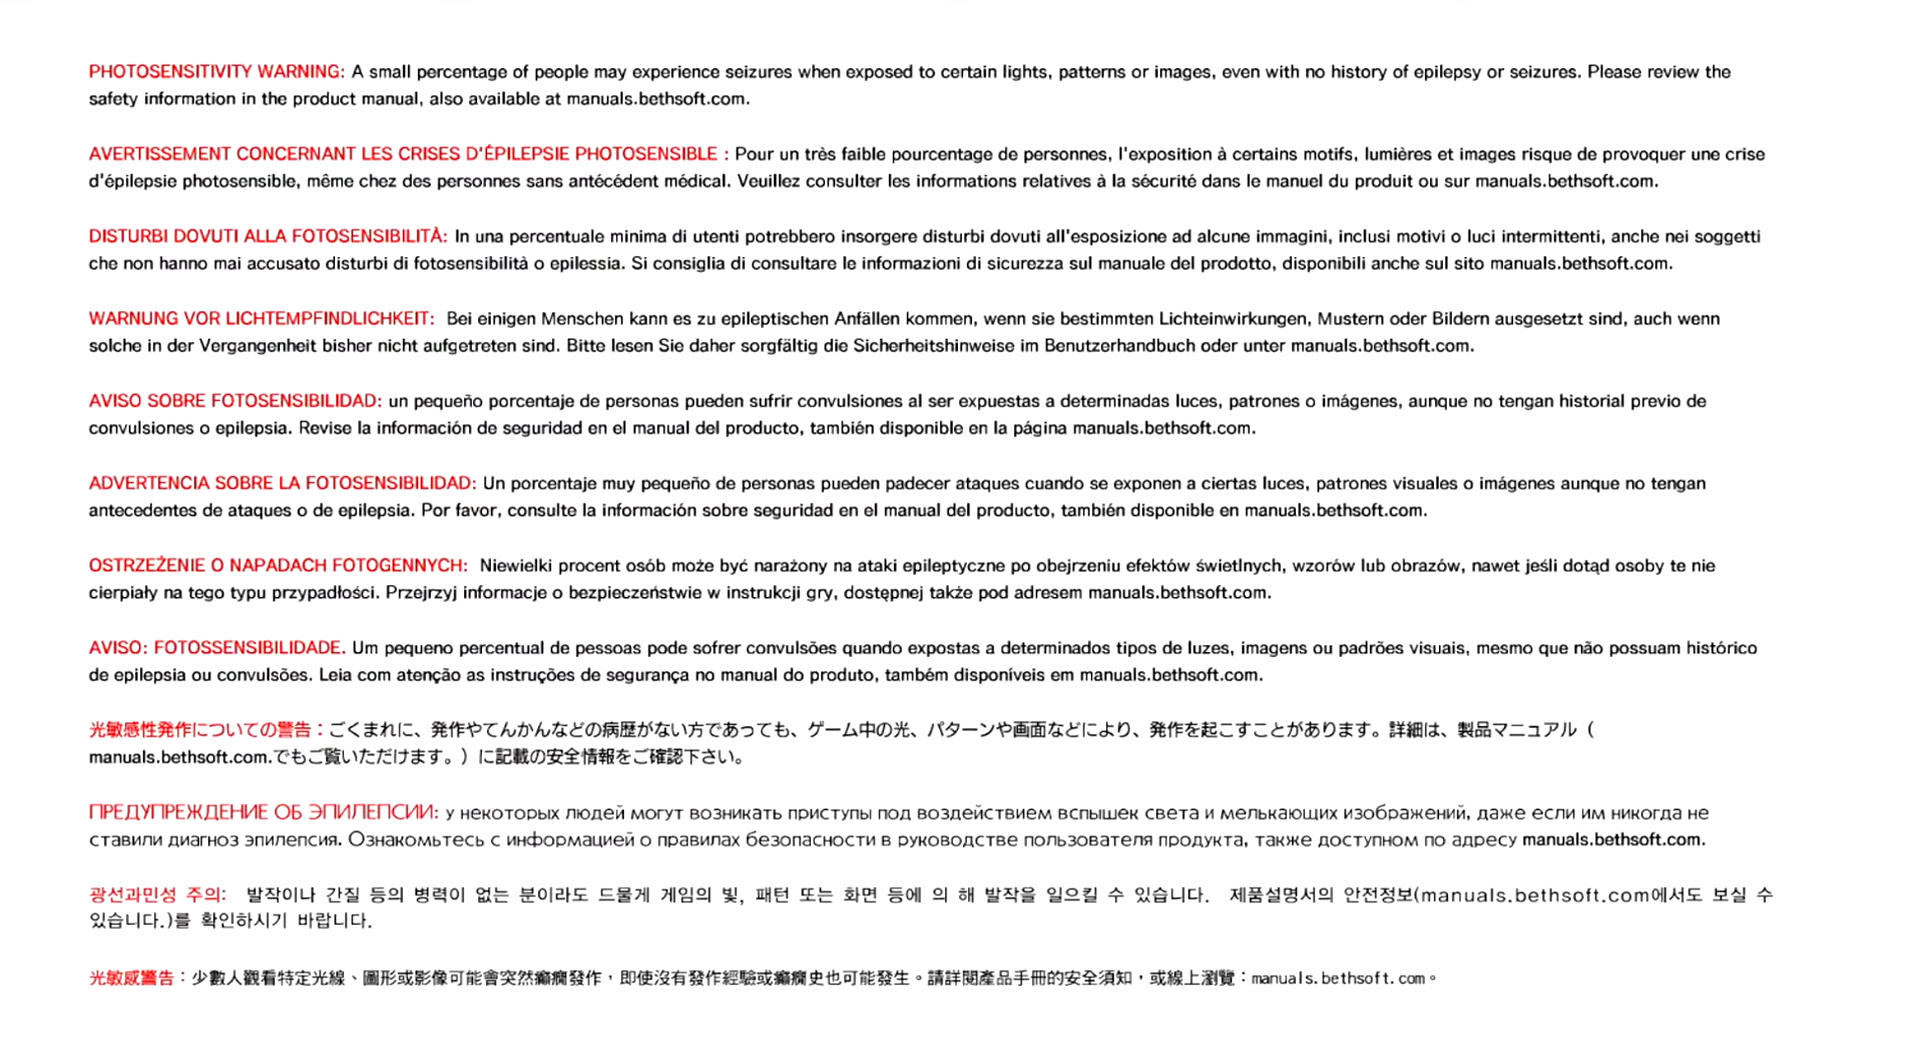 PHOTOSENSITIVITY WARNING: A small percentage of people may experience seizures when exposed to certain lights, patterns or images, even with no history of epilepsy or seizures. Please review the
safety information in the product manual, also available at manuals.bethsoft.com.
AVERTISSEMENT CONCERNANT LES CRISES D'ÉPILEPSIE PHOTOSENSIBLE : Pour un très faible pourcentage de personnes, l'exposition à certains motifs, lumières et images risque de provoquer une crise
d'épilepsie photosensible, même chez des personnes sans antécédent médical. Veuillez consulter les informations relatives à la sécurité dans le manuel du produit ou sur manuals.bethsoft.com.
DISTURBI DOVUTI ALLA FOTOSENSIBILITÀ: In una percentuale minima di utenti potrebbero insorgere disturbi dovuti all'esposizione ad alcune immagini, inclusi motivi o luci intermittenti, anche nei soggetti
che non hanno mai accusato disturbi di fotosensibilità o epilessia. Si consiglia di consultare le informazioni di sicurezza sul manuale del prodotto, disponibili anche sul sito manuals.bethsoft.com.
WARNUNG VOR LICHTEMPFINDLICHKEIT: Bei einigen Menschen kann es zu epileptischen Anfällen kommen, wenn sie bestimmten Lichteinwirkungen, Mustern oder Bildern ausgesetzt sind, auch wenn
solche in der Vergangenheit bisher nicht aufgetreten sind. Bitte lesen Sie daher sorgfältig die Sicherheitshinweise im Benutzerhandbuch oder unter manuals.bethsoft.com.
AVISO SOBRE FOTOSENSIBILIDAD: un pequeño porcentaje de personas pueden sufrir convulsiones al ser expuestas a determinadas luces, patrones o imágenes, aunque no tengan historial previo de
convulsiones o epilepsia. Revise la información de seguridad en el manual del producto, también disponible en la página manuals.bethsoft.com.
ADVERTENCIA SOBRE LA FOTOSENSIBILIDAD: Un porcentaje muy pequeño de personas pueden padecer ataques cuando se exponen a ciertas luces, patrones visuales o imágenes aunque no tengan
antecedentes de ataques o de epilepsia. Por favor, consulte la información sobre seguridad en el manual del producto, también disponible en manuals.bethsoft.com.
OSTRZEŻENIE O NAPADACH FOTOGENNYCH: Niewielki procent osób może być narażony na ataki epileptyczne po obejrzeniu efektów świetlnych, wzorów lub obrazów, nawet jeśli dotąd osoby te nie
cierpiały na tego typu przypadłości. Przejrzyj informacje o bezpieczeństwie w instrukcji gry, dostępnej także pod adresem manuals.bethsoft.com.
AVISO: FOTOSSENSIBILIDADE. Um pequeno percentual de pessoas pode sofrer convulsões quando expostas a determinados tipos de luzes, imagens ou padrões visuais, mesmo que não possuam histórico
de epilepsia ou convulsões. Leia com atenção as instruções de segurança no manual do produto, também disponíveis em manuals.bethsoft.com.
光敏感性発作についての警告：ごくまれに、発作やてんかんなどの病歴がない方であっても、ゲーム中の光、パターンや画面などにより、発作を起こすことがあります。詳細は、製品マニュアル（
manuals.bethsoft.com.でもご覧いただけます。）に記載の安全情報をご確認下さい。
ПРЕДУПРЕЖДЕНИЕ ОБ ЭПИЛЕПСИИ: у некоторых людей могут возникать приступы под воздействием вспышек света и мелькающих изображений, даже если им никогда не
ставили диагноз эпилепсия. Ознакомьтесь с информацией о правилах безопасности в руководстве пользователя продукта, также доступном по адресу manuals.bethsoft.com.
광선과민성 주의: 발작이나 간질 등의 병력이 없는 분이라도 드물게 게임의 빛, 패턴 또는 화면 등에 의 해 발작을 일으킬 수 있습니다. 제품설명서의 안전정보(manuals.bethsoft.com에서도 보실 수
있습니다.)를 확인하시기 바랍니다.
光敏感警告：少數人觀看特定光線、圖形或影像可能會突然癲癇發作，即使沒有發作經驗或癲癇史也可能發生。請詳閱產品手冊的安全須知，或線上瀏覽：manuals.bethsoft.com。